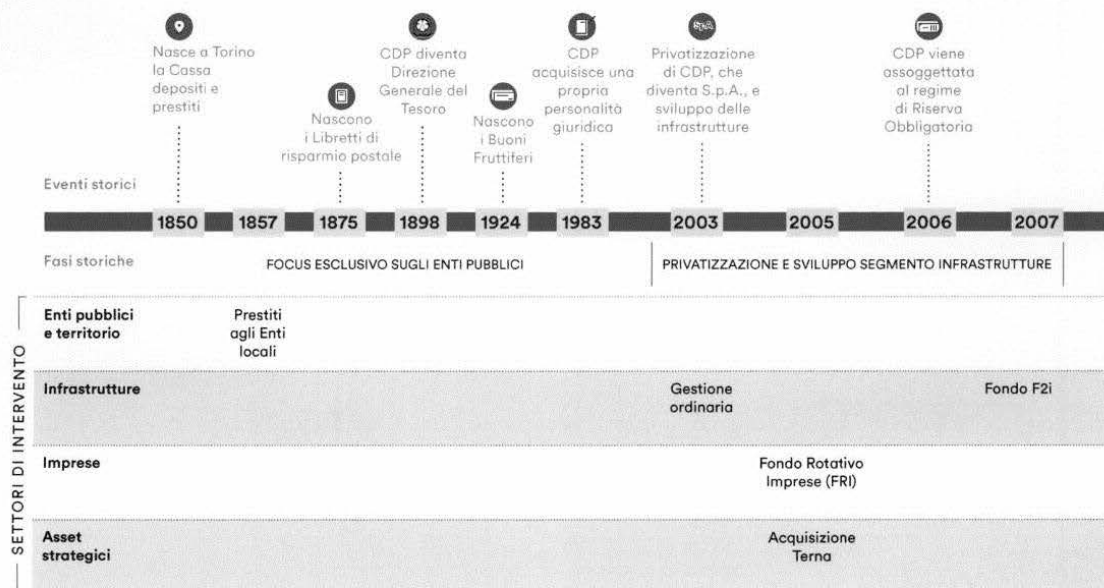 Nasce a Torino
la Cassa
depositi e
prestiti
Nascono
i Libretti di
risparmio postale
CDP diventa
Direzione
Generale del
Tesoro
Nascono
i Buoni
Fruttiferi
CDP
acquisisce una
propria
personalità
giuridica
SpA
Privatizzazione
di CDP, che
diventa S.p.A., e
sviluppo delle
infrastrutture
CDP viene
assoggettata
al regime
di Riserva
Obbligatoria
Eventi storici
1850 1857 1875 1898 1924 1983 2003 2005 2006 2007
Fasi storiche
FOCUS ESCLUSIVO SUGLI ENTI PUBBLICI
PRIVATIZZAZIONE E SVILUPPO SEGMENTO INFRASTRUTTURE
SETTORI DI INTERVENTO
Enti pubblici
e territorio
Prestiti
agli Enti
locali
Infrastrutture
Gestione
ordinaria
Fondo F2i
Imprese
Fondo Rotativo
Imprese (FRI)
Asset
strategici
Acquisizione
Terna